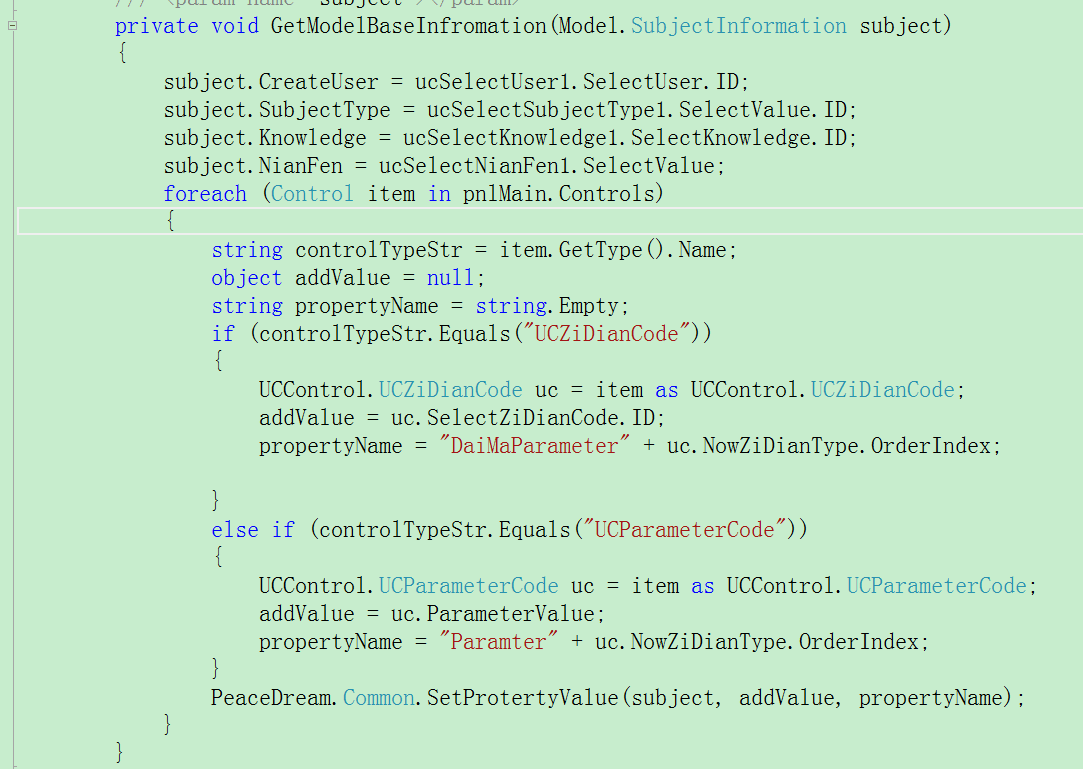 private void GetModelBaseInfromation(Model.SubjectInformation subject)
{
subject.CreateUser = ucSelectUser1.SelectUser.ID;
subject.SubjectType = ucSelectSubjectType1.SelectValue.ID;
subject.Knowledge = ucSelectKnowledge1.SelectKnowledge.ID;
subject.NianFen = ucSelectNianFen1.SelectValue;
foreach (Control item in pnlMain.Controls)
{
string controlTypeStr = item.GetType().Name;
object addValue = null;
string propertyName = string.Empty;
if (controlTypeStr.Equals("UCZiDianCode"))
{
UCControl.UCZiDianCode uc = item as UCControl.UCZiDianCode;
addValue = uc.SelectZiDianCode.ID;
propertyName = "DaiMaParameter" + uc.NowZiDianType.OrderIndex;
}
else if (controlTypeStr.Equals("UCParameterCode"))
{
UCControl.UCParameterCode uc = item as UCControl.UCParameterCode;
addValue = uc.ParameterValue;
propertyName = "Paramter" + uc.NowZiDianType.OrderIndex;
}
PeaceDream.Common.SetProtertyValue(subject, addValue, propertyName);
}
}